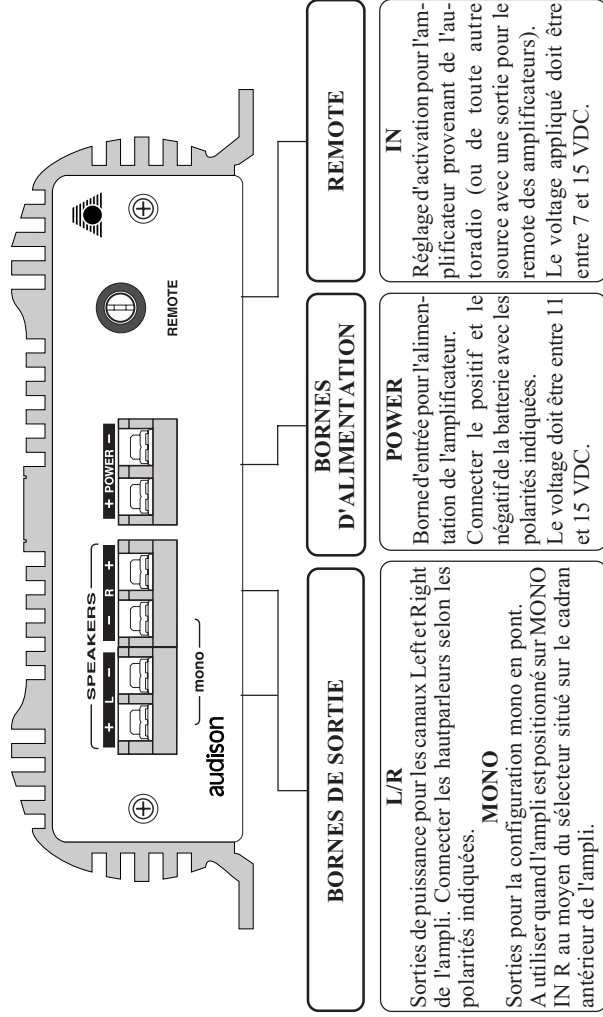 SPEAKERS
+ L - - R +
+ POWER -
mono
REMOTE
audison
BORNES DE SORTIE
L/R
Sorties de puissance pour les canaux Left et Right
de l'ampli. Connecter les hautparleurs selon les
polarités indiquées.
MONO
Sorties pour la configuration mono en pont.
A utiliser quand l'ampli est positionné sur MONO
IN R au moyen du sélecteur situé sur le cadran
antérieur de l'ampli.
BORNES
D'ALIMENTATION
POWER
Borne d'entrée pour l'alimen-
tation de l'amplificateur.
Connecter le positif et le
négatif de la batterie avec les
polarités indiquées.
Le voltage doit être entre 11
et 15 VDC.
REMOTE
IN
Réglage d'activation pour l'am-
plificateur provenant de l'au-
toradio (ou de toute autre
source avec une sortie pour le
remote des amplificateurs).
Le voltage appliqué doit être
entre 7 et 15 VDC.